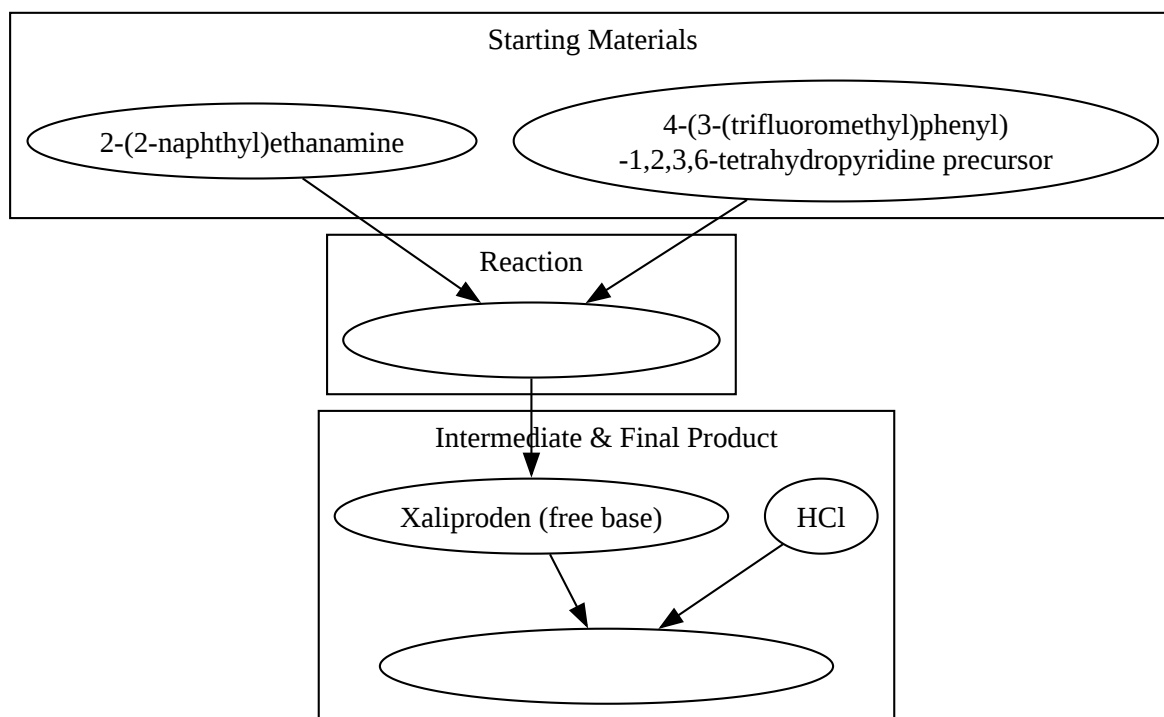 Starting Materials
2-(2-naphthyl)ethanamine
4-(3-(trifluoromethyl)phenyl)
-1,2,3,6-tetrahydropyridine precursor
Reaction
Intermediate & Final Product
Xaliproden (free base)
HCl